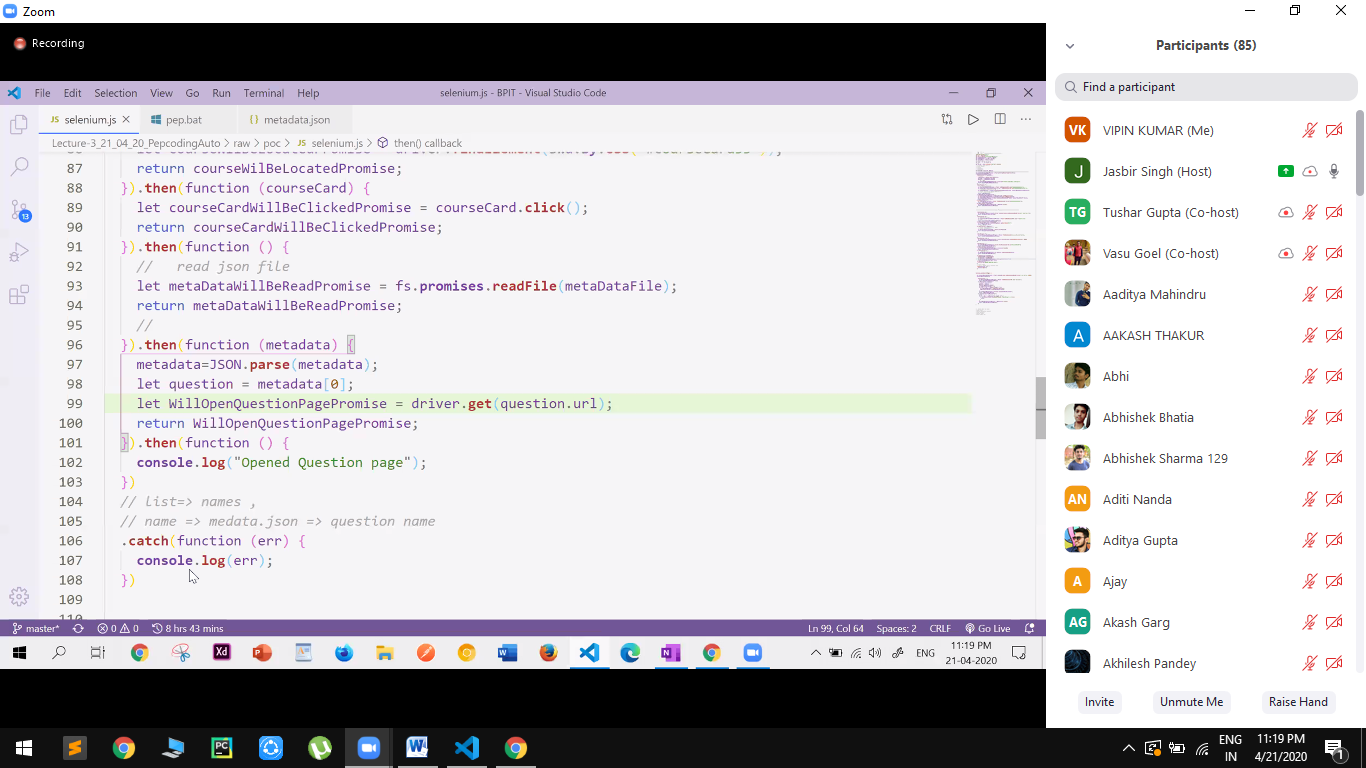 Zoom
Recording
File Edit Selection View Go Run Terminal Help
selenium.js - BPIT - Visual Studio Code
JS selenium.js
pep.bat
metadata.json
Lecture-3_21_04_20_PepcodingAuto > raw > poc > JS selenium.js > then() callback
87 return courseWilBeLocatedPromise;
88 }).then(function (courseCard) {
89 let courseCardWillBeClickedPromise = courseCard.click();
90 return courseCardWillBeClickedPromise;
91 }).then(function () {
92 // read json file
93 let metaDataWillBeReadPromise = fs.promises.readFile(metaDataFile);
94 return metaDataWillBeReadPromise;
95 //
96 }).then(function (metadata) {
97 metadata=JSON.parse(metadata);
98 let question = metadata[0];
99 let WillOpenQuestionPagePromise = driver.get(question.url);
100 return WillOpenQuestionPagePromise;
101 }).then(function () {
102 console.log("Opened Question page");
103 })
104 // list=> names ,
105 // name => medata.json => question name
106 .catch(function (err) {
107 console.log(err);
108 })
109
13
master* 0 0 8 hrs 43 mins
Ln 99, Col 64 Spaces: 2 CRLF Go Live
ENG
11:19 PM
21-04-2020
Participants (85)
Find a participant
VK VIPIN KUMAR (Me)
J Jasbir Singh (Host)
TG Tushar Gupta (Co-host)
Vasu Goel (Co-host)
Aaditya Mahindru
A AAKASH THAKUR
Abhi
Abhishek Bhatia
Abhishek Sharma 129
AN Aditi Nanda
Aditya Gupta
A Ajay
AG Akash Garg
Akhilesh Pandey
Invite
Unmute Me
Raise Hand
ENG
IN
11:19 PM
4/21/2020
1